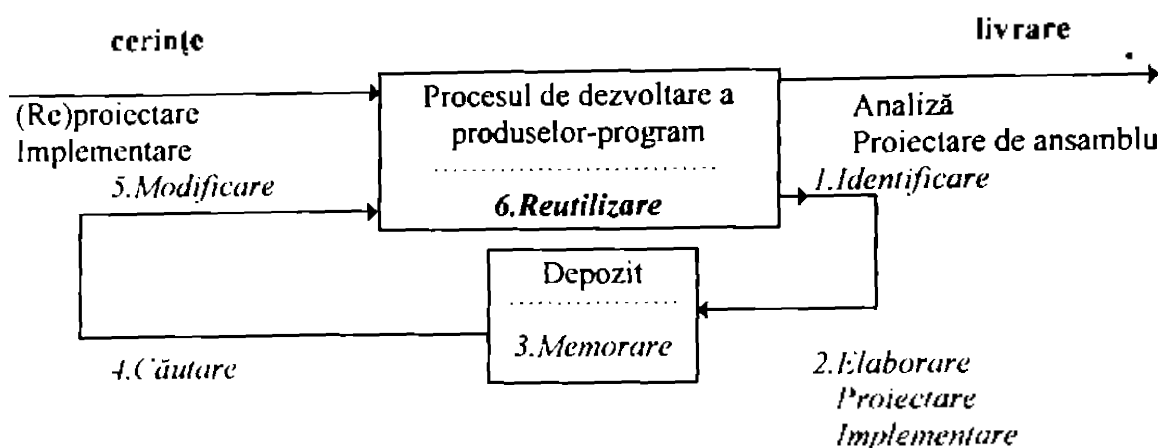 cerinţe
livrare
(Re)proiectare
Implementare
5.Modificare
Procesul de dezvoltare a
produselor-program
6.Reutilizare
Analiză
Proiectare de ansamblu
1.Identificare
Depozit
3.Memorare
4.Căutare
2.Elaborare
Proiectare
Implementare